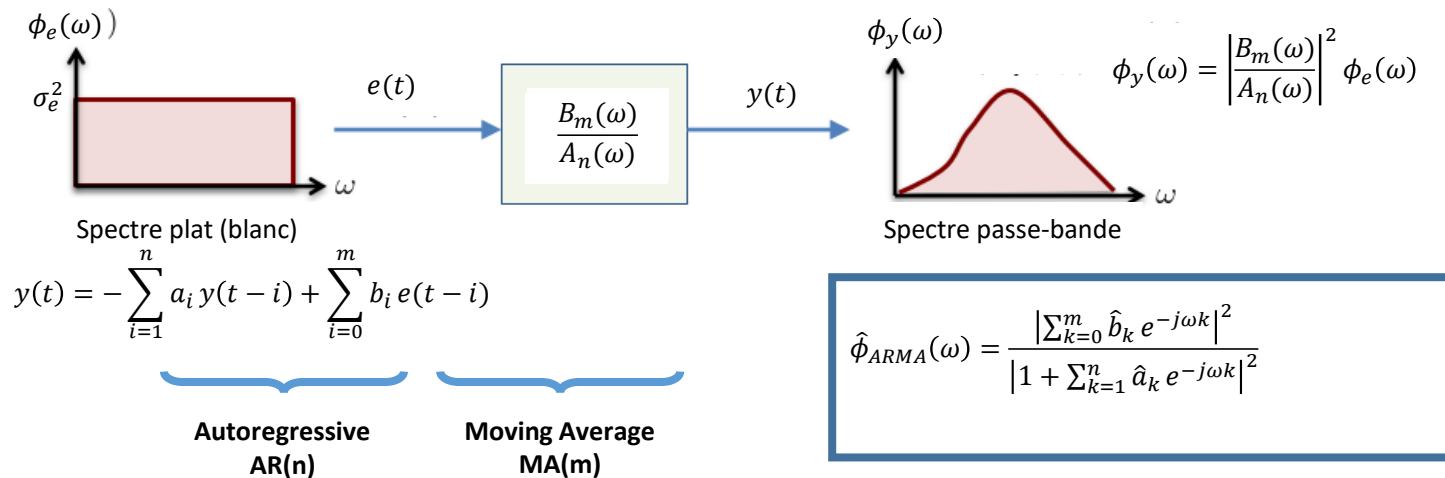 ϕ_e(ω) )
σ_e^2
ω
Spectre plat (blanc)
e(t)
B_m(ω)
A_n(ω)
y(t)
ϕ_y(ω)
ω
Spectre passe-bande
ϕ_y(ω) = |B_m(ω)/A_n(ω)|^2 ϕ_e(ω)
y(t) = −∑_{i=1}^{n} a_i y(t − i) + ∑_{i=0}^{m} b_i e(t − i)
Autoregressive
AR(n)
Moving Average
MA(m)
ϕ̂_{ARMA}(ω) = |∑_{k=0}^{m} b̂_k e^{−jωk}|^2 / |1 + ∑_{k=1}^{n} â_k e^{−jωk}|^2